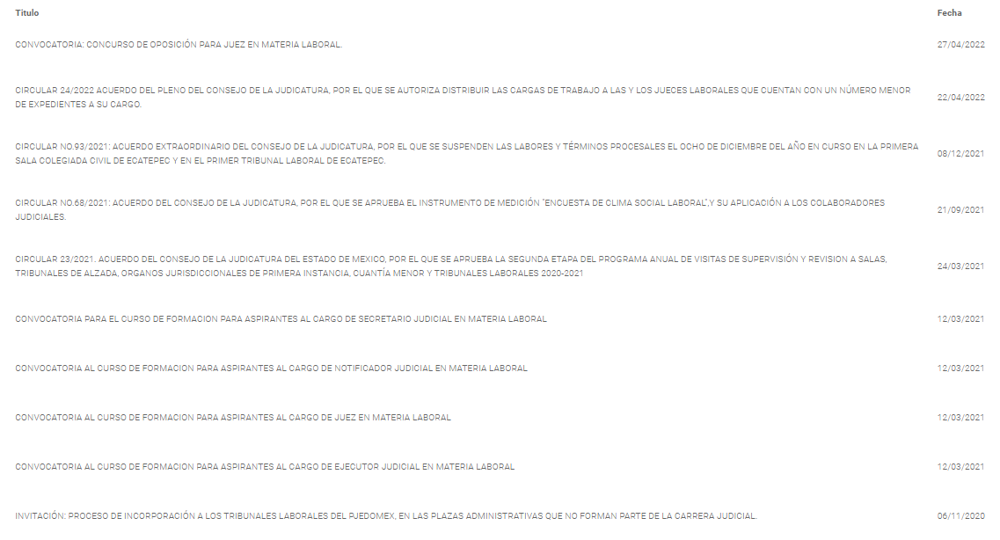 Titulo Fecha
CONVOCATORIA: CONCURSO DE OPOSICIÓN PARA JUEZ EN MATERIA LABORAL. 27/04/2022
CIRCULAR 24/2022 ACUERDO DEL PLENO DEL CONSEJO DE LA JUDICATURA, POR EL QUE SE AUTORIZA DISTRIBUIR LAS CARGAS DE TRABAJO A LAS Y LOS JUECES LABORALES QUE CUENTAN CON UN NÚMERO MENOR
DE EXPEDIENTES A SU CARGO. 22/04/2022
CIRCULAR NO.93/2021: ACUERDO EXTRAORDINARIO DEL CONSEJO DE LA JUDICATURA, POR EL QUE SE SUSPENDEN LAS LABORES Y TÉRMINOS PROCESALES EL OCHO DE DICIEMBRE DEL AÑO EN CURSO EN LA PRIMERA
SALA COLEGIADA CIVIL DE ECATEPEC Y EN EL PRIMER TRIBUNAL LABORAL DE ECATEPEC. 08/12/2021
CIRCULAR NO.68/2021: ACUERDO DEL CONSEJO DE LA JUDICATURA, POR EL QUE SE APRUEBA EL INSTRUMENTO DE MEDICIÓN "ENCUESTA DE CLIMA SOCIAL LABORAL",Y SU APLICACIÓN A LOS COLABORADORES
JUDICIALES. 21/09/2021
CIRCULAR 23/2021. ACUERDO DEL CONSEJO DE LA JUDICATURA DEL ESTADO DE MEXICO, POR EL QUE SE APRUEBA LA SEGUNDA ETAPA DEL PROGRAMA ANUAL DE VISITAS DE SUPERVISIÓN Y REVISION A SALAS,
TRIBUNALES DE ALZADA, ORGANOS JURISDICCIONALES DE PRIMERA INSTANCIA, CUANTÍA MENOR Y TRIBUNALES LABORALES 2020-2021 24/03/2021
CONVOCATORIA PARA EL CURSO DE FORMACION PARA ASPIRANTES AL CARGO DE SECRETARIO JUDICIAL EN MATERIA LABORAL 12/03/2021
CONVOCATORIA AL CURSO DE FORMACION PARA ASPIRANTES AL CARGO DE NOTIFICADOR JUDICIAL EN MATERIA LABORAL 12/03/2021
CONVOCATORIA AL CURSO DE FORMACION PARA ASPIRANTES AL CARGO DE JUEZ EN MATERIA LABORAL 12/03/2021
CONVOCATORIA AL CURSO DE FORMACION PARA ASPIRANTES AL CARGO DE EJECUTOR JUDICIAL EN MATERIA LABORAL 12/03/2021
INVITACIÓN: PROCESO DE INCORPORACIÓN A LOS TRIBUNALES LABORALES DEL PJEDOMEX, EN LAS PLAZAS ADMINISTRATIVAS QUE NO FORMAN PARTE DE LA CARRERA JUDICIAL. 06/11/2020